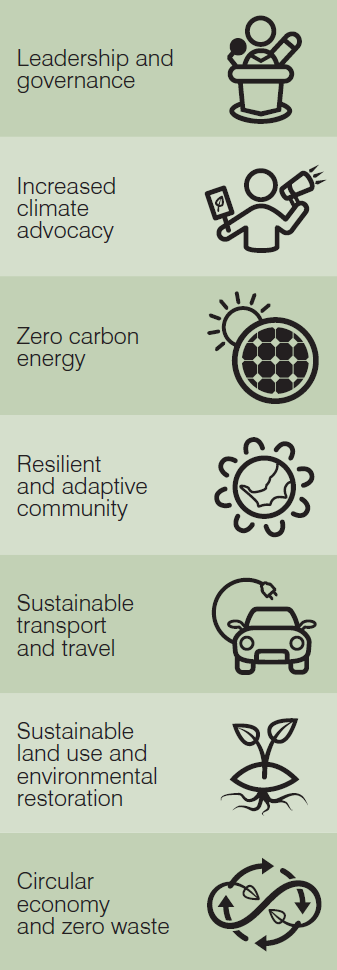 Leadership and
governance
Increased
climate
advocacy
Zero carbon
energy
Resilient
and adaptive
community
Sustainable
transport
and travel
Sustainable
land use and
environmental
restoration
Circular
economy
and zero waste